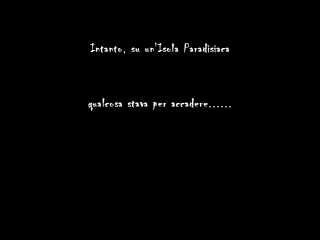 Intanto, su un'Isola Paradisiaca
qualcosa stava per accadere......